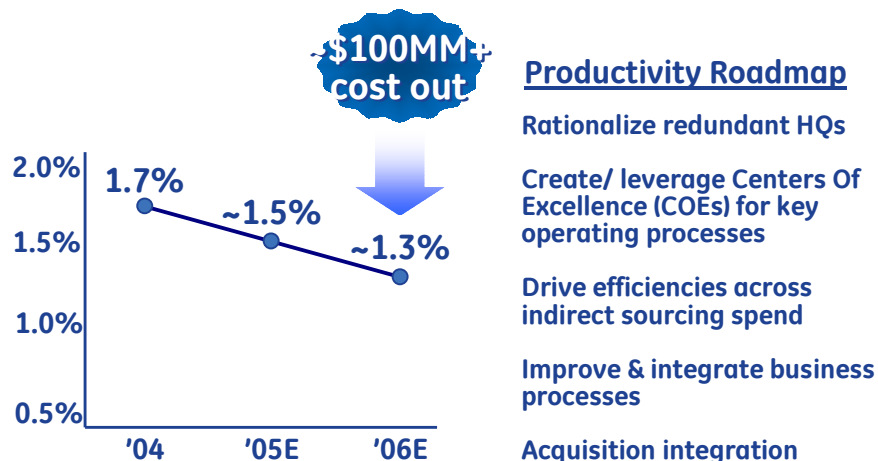 ~$100MM+
cost out
Productivity Roadmap
Rationalize redundant HQs
Create/ leverage Centers Of
Excellence (COEs) for key
operating processes
Drive efficiencies across
indirect sourcing spend
Improve & integrate business
processes
Acquisition integration
2.0%
1.7%
~1.5%
1.5%
~1.3%
1.0%
0.5%
'04
'05E
'06E